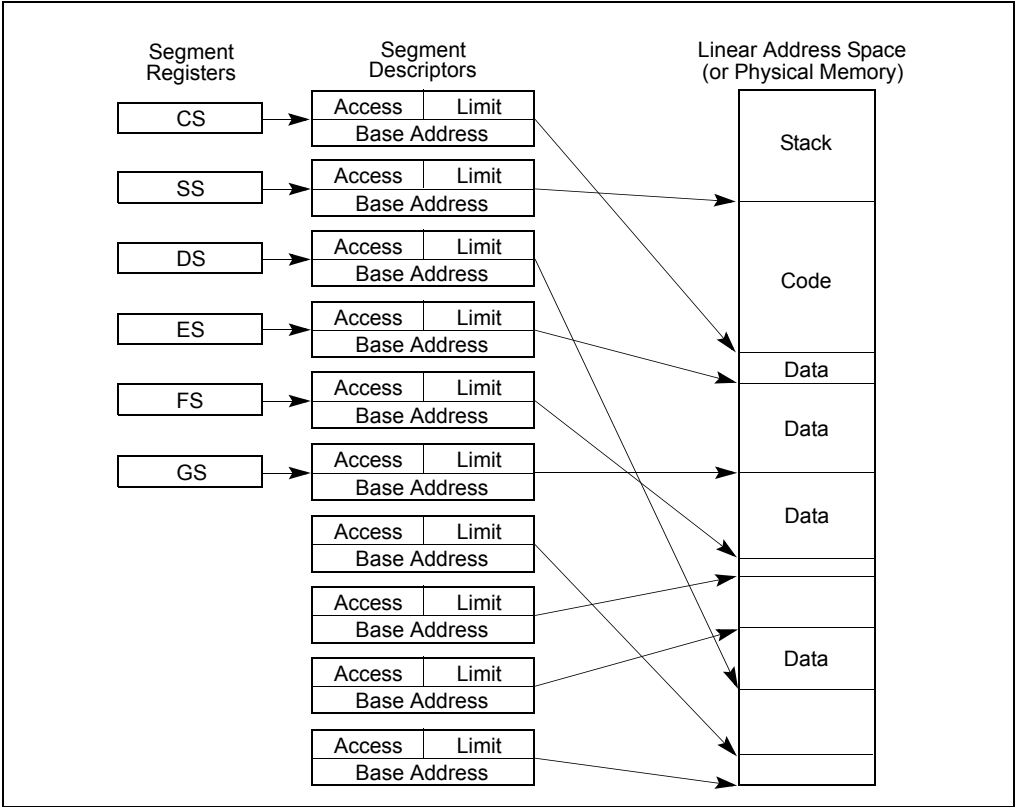 Segment
Registers
Segment
Descriptors
Linear Address Space
(or Physical Memory)
CS
Access Limit
Base Address
Stack
SS
Access Limit
Base Address
DS
Access Limit
Base Address
Code
ES
Access Limit
Base Address
Data
FS
Access Limit
Base Address
Data
GS
Access Limit
Base Address
Data
Access Limit
Base Address
Access Limit
Base Address
Access Limit
Base Address
Data
Access Limit
Base Address